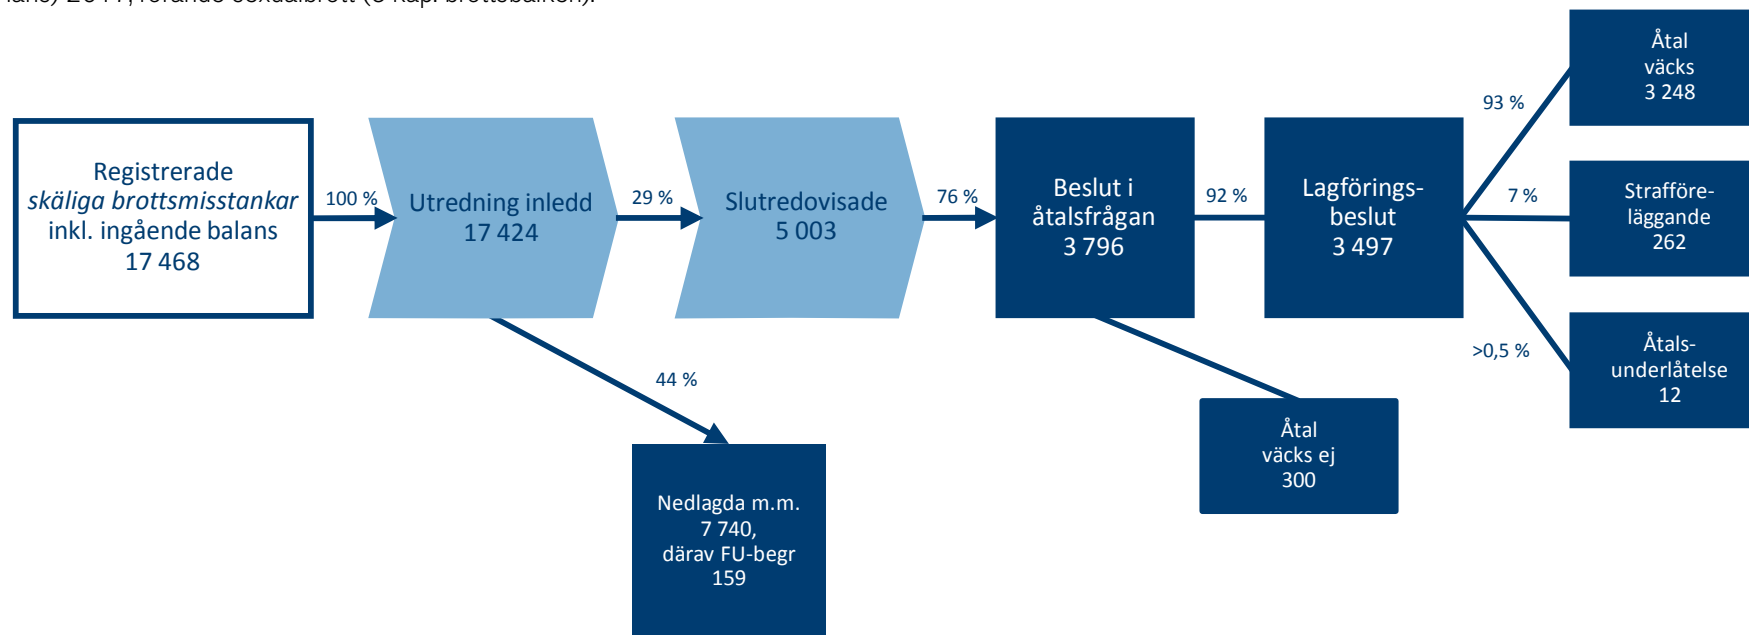 Registrerade
skäliga brottsmisstankar
inkl. ingående balans
17 468
100 %
Utredning inledd
17 424
29 %
Slutredovisade
5 003
76 %
Beslut i
åtalsfrågan
3 796
92 %
Lagförings-
beslut
3 497
93 %
Åtal
väcks
3 248
7 %
Strafföre-
läggande
262
>0,5 %
Åtals-
underlåtelse
12
44 %
Nedlagda m.m.
7 740,
därav FU-begr
159
Åtal
väcks ej
300